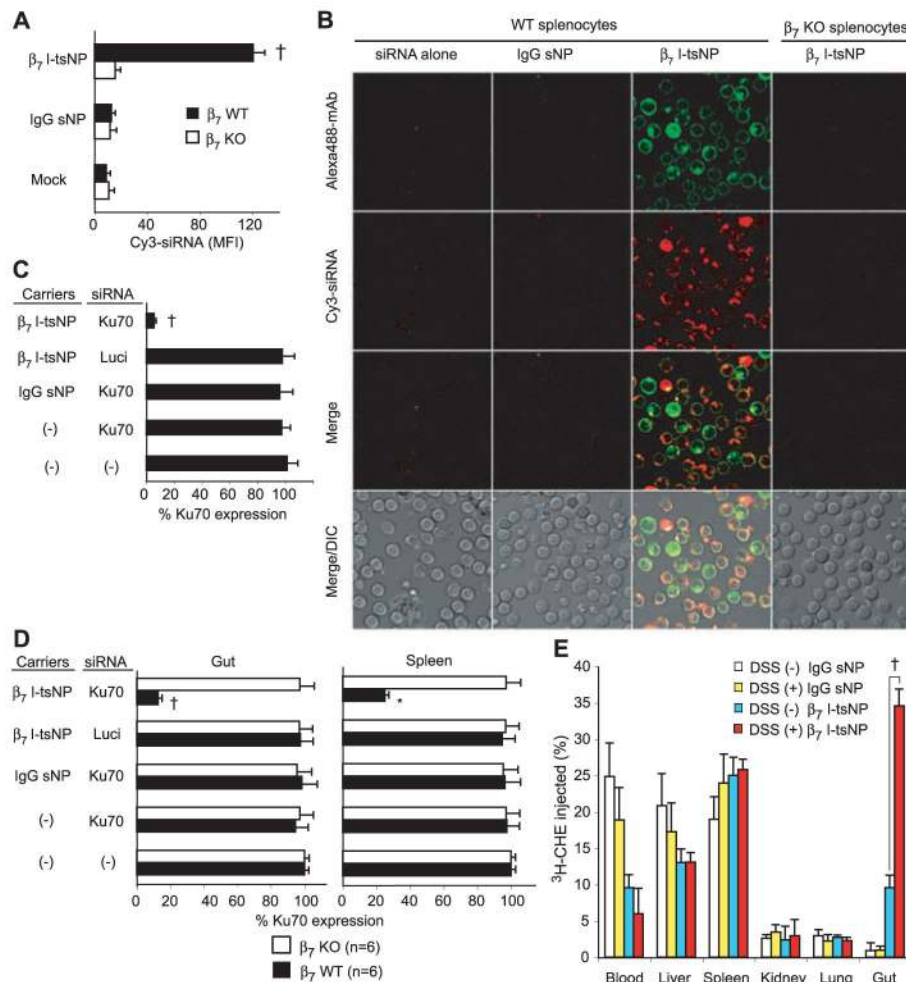 A
β7 I-tsNP
†
IgG sNP
β7 WT
β7 KO
Mock
0 40 80 120
Cy3-siRNA (MFI)
B
WT splenocytes
β7 KO splenocytes
siRNA alone
IgG sNP
β7 I-tsNP
β7 I-tsNP
Alexa488-mAb
Cy3-siRNA
Merge
Merge/DIC
C
Carriers siRNA
β7 I-tsNP Ku70 †
β7 I-tsNP Luci
IgG sNP Ku70
(-) Ku70
(-) (-)
0 20 40 60 80 100
% Ku70 expression
D
Carriers siRNA Gut Spleen
β7 I-tsNP Ku70 † *
β7 I-tsNP Luci
IgG sNP Ku70
(-) Ku70
(-) (-)
0 20 40 60 80 100
0 20 40 60 80 100
% Ku70 expression
% Ku70 expression
β7 KO (n=6)
β7 WT (n=6)
E
DSS (-) IgG sNP
DSS (+) IgG sNP
DSS (-) β7 I-tsNP
DSS (+) β7 I-tsNP
†
3H-CHE injected (%)
40
35
30
25
20
15
10
5
0
Blood Liver Spleen Kidney Lung Gut